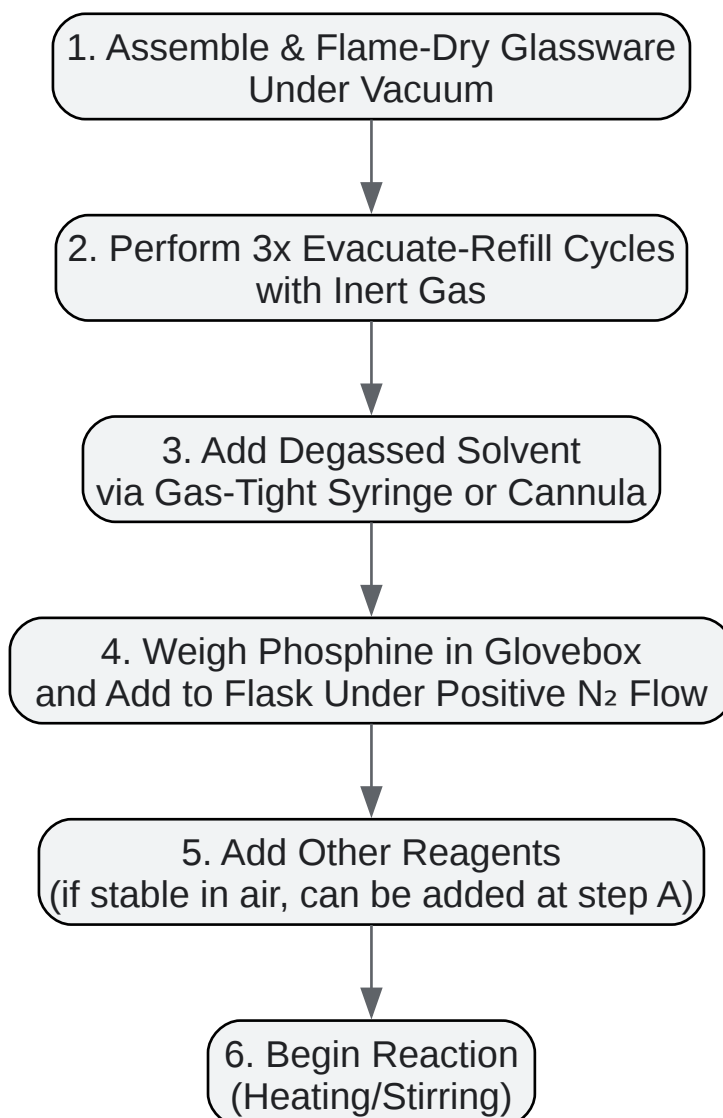 1. Assemble & Flame-Dry Glassware
Under Vacuum
2. Perform 3x Evacuate-Refill Cycles
with Inert Gas
3. Add Degassed Solvent
via Gas-Tight Syringe or Cannula
4. Weigh Phosphine in Glovebox
and Add to Flask Under Positive N₂ Flow
5. Add Other Reagents
(if stable in air, can be added at step A)
6. Begin Reaction
(Heating/Stirring)